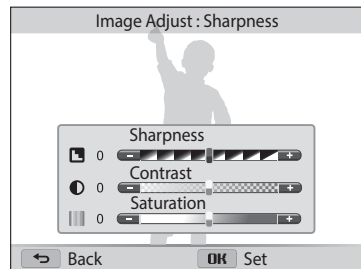 Image Adjust : Sharpness
Sharpness
0 - +
Contrast
0 - +
Saturation
0 - +
Back OK Set